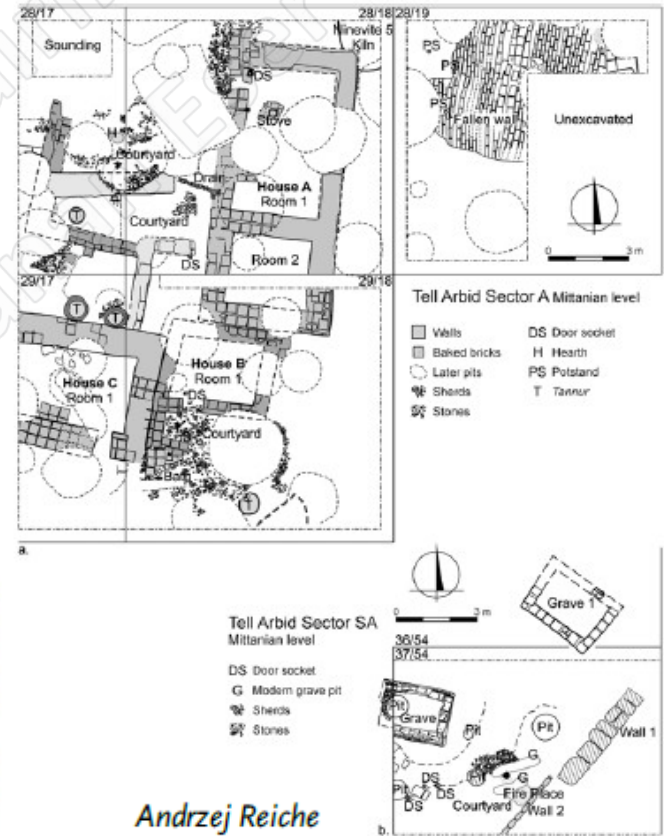 28/17
28/18
28/19
Sounding
Ninevite 5
Kiln
DS
PS
PS
PS
Stove
Fallen wall
Unexcavated
H
Courtyard
Drain
House A
Room 1
T
Courtyard
Room 2
DS
0 3 m
29/17
29/18
T
T
House B
Room 1
House C
Room 1
DS
Courtyard
T
a.
Tell Arbid Sector A Mittanian level
Walls
Baked bricks
Later pits
Sherds
Stones
DS Door socket
H Hearth
PS Potstand
T Tannur
Tell Arbid Sector SA
Mittanian level
DS Door socket
G Modern grave pit
Sherds
Stones
0 3 m
Grave 1
36/54
37/54
Pit
Grave 2
Pit
Pit
Wall 1
G
Pit
G
DS
Pit
DS
DS
Fire Place
Courtyard
Wall 2
b.
Andrzej Reiche